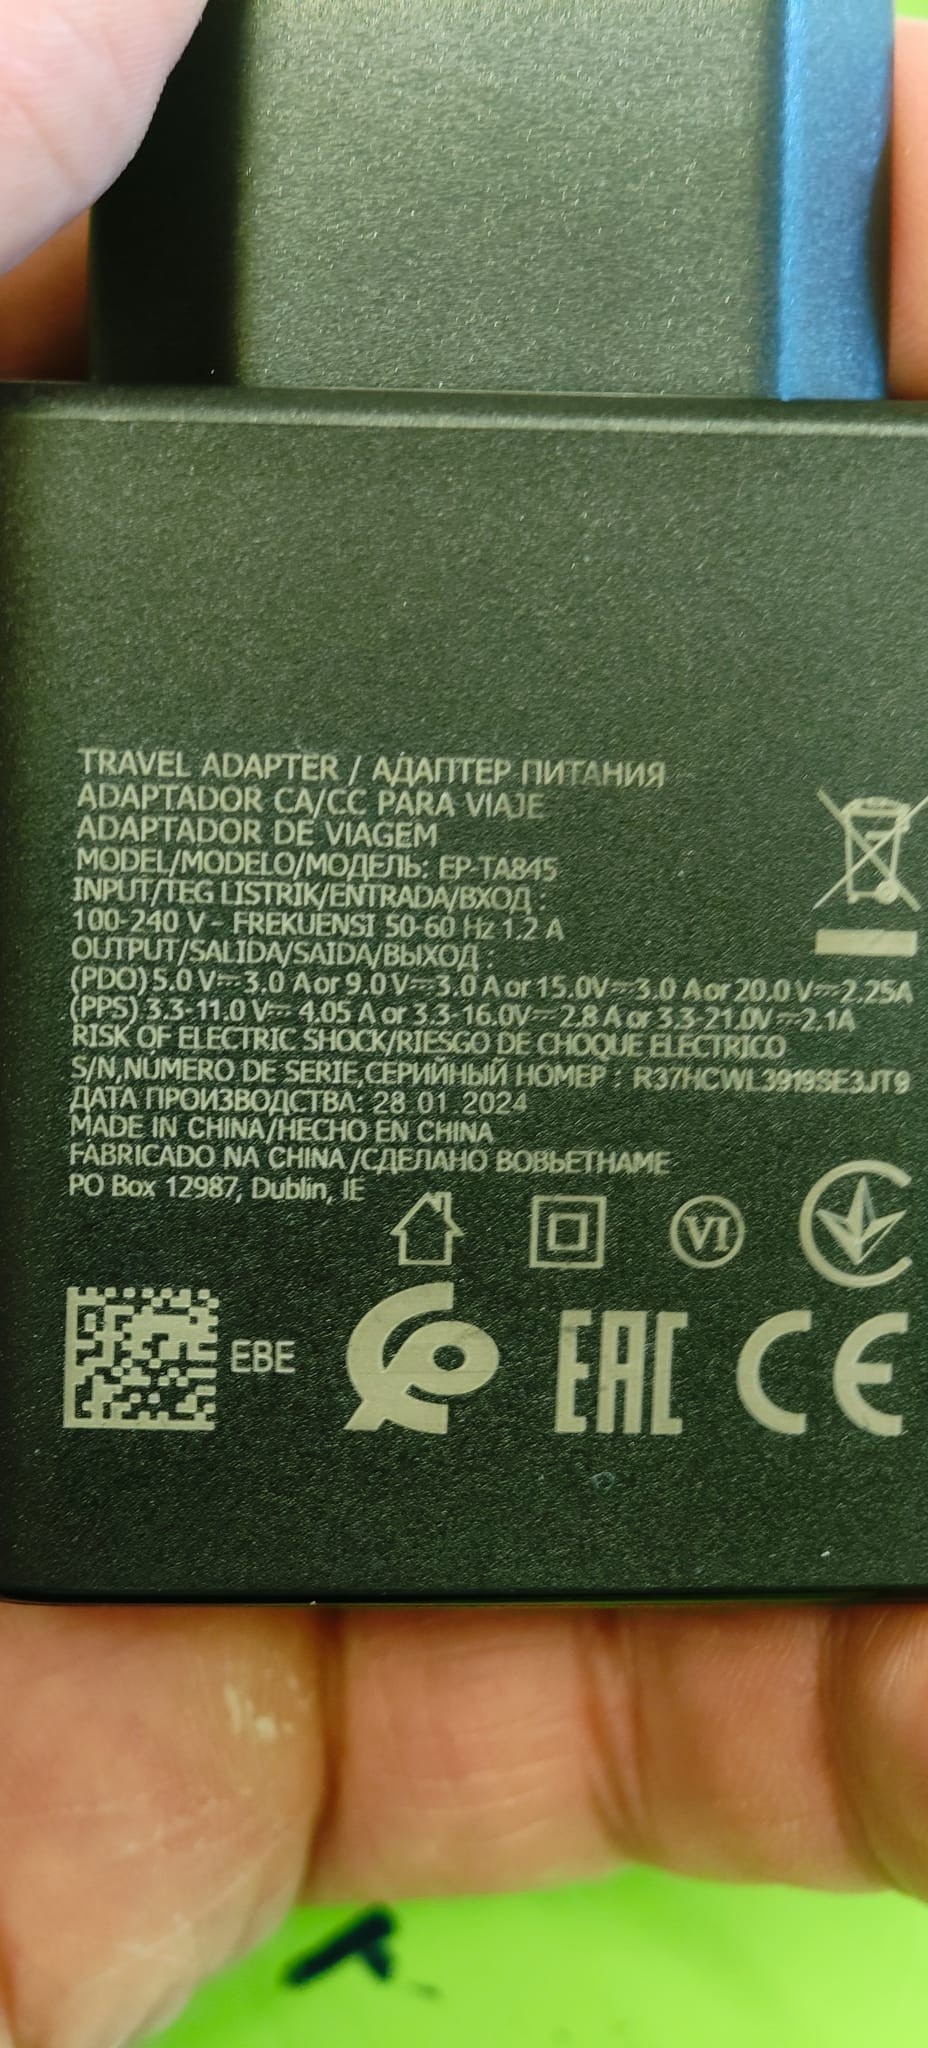 TRAVEL ADAPTER / АДАПТЕР ПИТАНИЯ
ADAPTADOR CA/CC PARA VIAJE
ADAPTADOR DE VIAGEM
MODEL/MODELO/МОДЕЛЬ: EP-TA845
INPUT/TEG LISTRIK/ENTRADA/ВХОД :
100-240 V ~ FREKUENSI 50-60 Hz 1.2 A
OUTPUT/SALIDA/SAIDA/ВЫХОД :
(PDO) 5.0 V⎓3.0 A or 9.0 V⎓3.0 A or 15.0V⎓3.0 A or 20.0 V⎓2.25A
(PPS) 3.3-11.0 V⎓ 4.05 A or 3.3-16.0V⎓2.8 A or 3.3-21.0V⎓2.1A
RISK OF ELECTRIC SHOCK/RIESGO DE CHOQUE ELECTRICO
S/N,NÚMERO DE SERIE,СЕРИЙНЫЙ НОМЕР : R37HCWL3919SE3JT9
ДАТА ПРОИЗВОДСТВА: 28.01.2024
MADE IN CHINA/HECHO EN CHINA
FABRICADO NA CHINA /СДЕЛАНО ВОВЬЕТНАМЕ
PO Box 12987, Dublin, IE
VI
EBE
EAC
CE